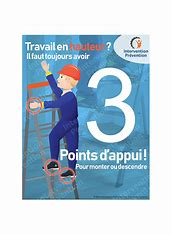 Travail en hauteur ?
Il faut toujours avoir
Intervention
Prévention
3
Points d'appui !
Pour monter ou descendre